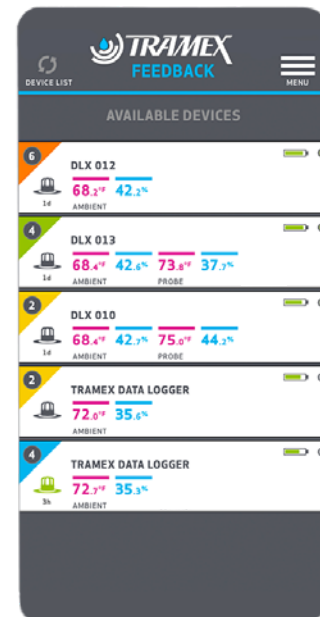 TRAMEX
FEEDBACK
DEVICE LIST
MENU
AVAILABLE DEVICES
6
DLX 012
68.2°F 42.2%
1d
AMBIENT
4
DLX 013
68.4°F 42.6% 73.8°F 37.7%
1d
AMBIENT PROBE
2
DLX 010
68.4°F 42.7% 75.0°F 44.2%
1d
AMBIENT PROBE
2
TRAMEX DATA LOGGER
72.0°F 35.6%
AMBIENT
4
TRAMEX DATA LOGGER
72.7°F 35.3%
3h
AMBIENT